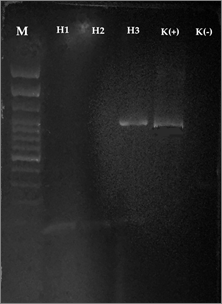 M H1 H2 H3 K(+) K(-)